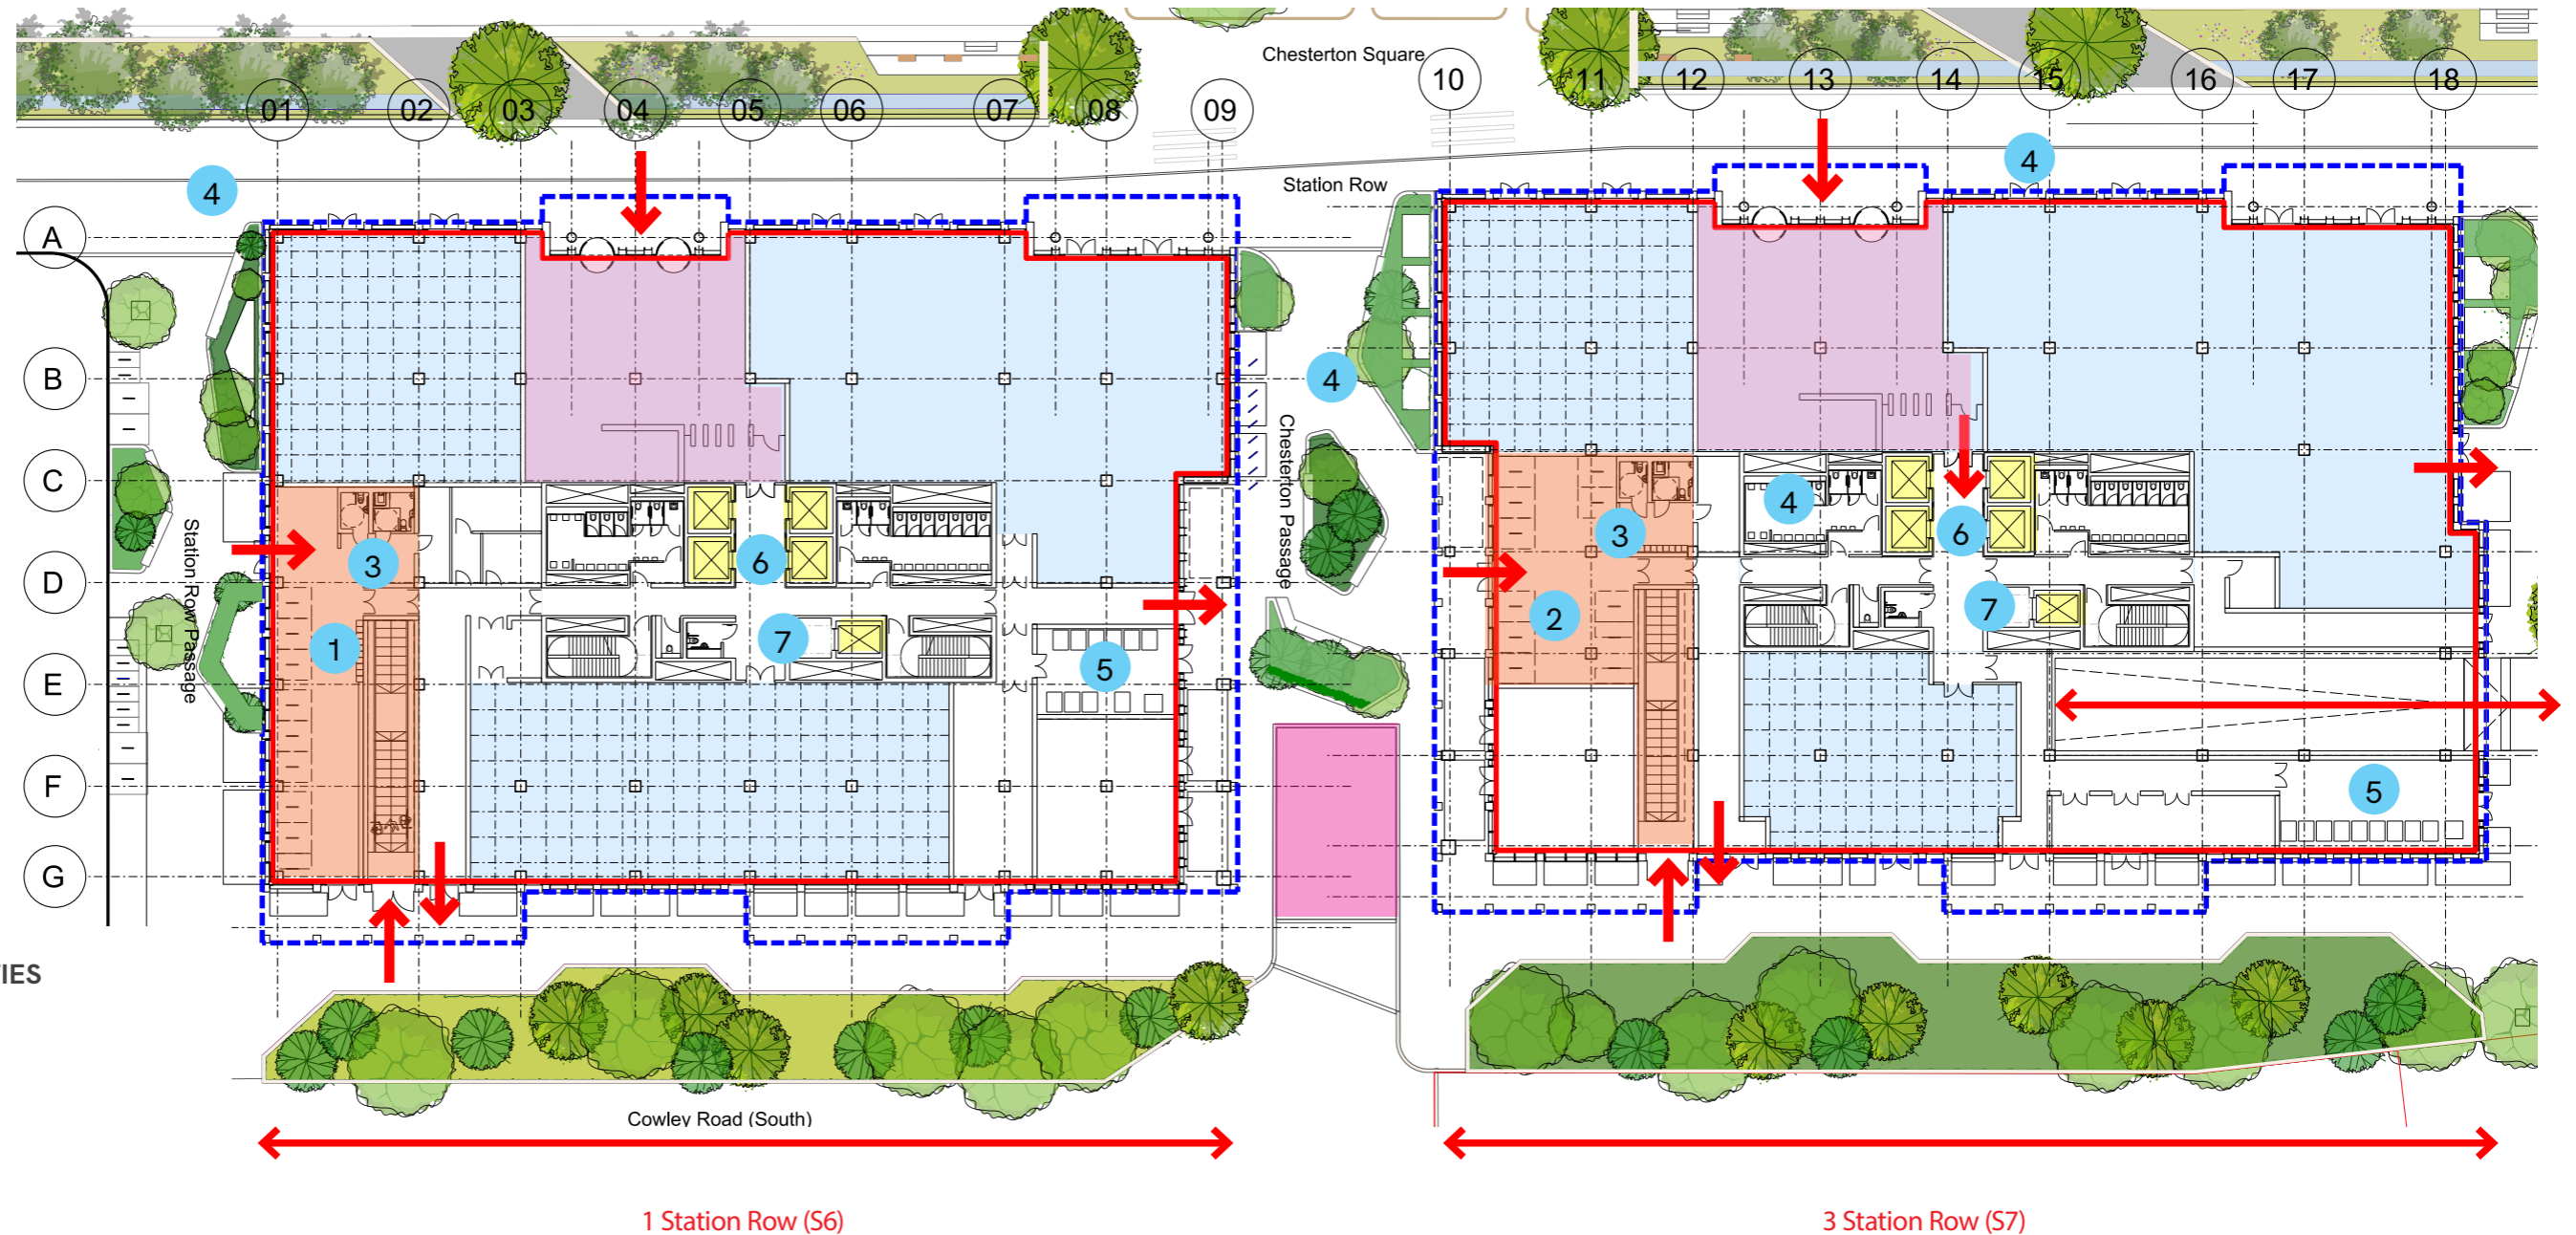 Chesterton Square
10 11 12 13 14 15 16 17 18
01 02 03 04 05 06 07 08 09
4
4
Station Row
A
B
4
C
4
D
3
6
3
6
7
E
1
7
5
2
F
5
G
Station Row Passage
Chesterton Passage
TIES
Cowley Road (South)
1 Station Row (S6)
3 Station Row (S7)